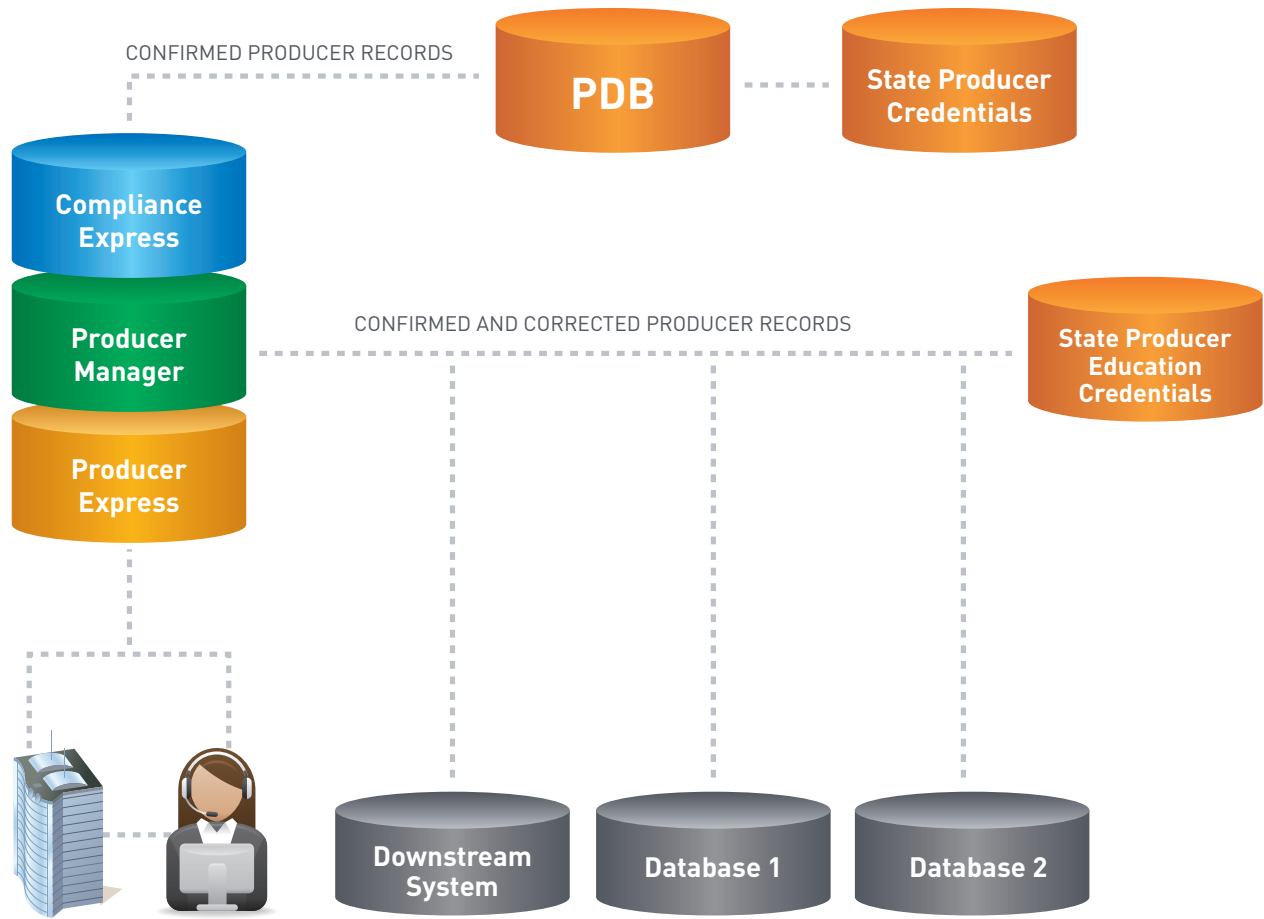 CONFIRMED PRODUCER RECORDS
PDB
State Producer
Credentials
Compliance
Express
Producer
Manager
Producer
Express
CONFIRMED AND CORRECTED PRODUCER RECORDS
State Producer
Education
Credentials
Downstream
System
Database 1
Database 2